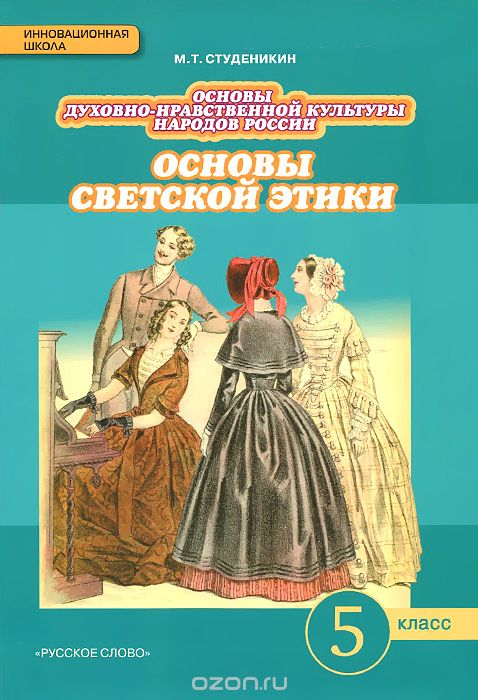 ИННОВАЦИОННАЯ
ШКОЛА
М.Т. СТУДЕНИКИН
ОСНОВЫ
ДУХОВНО-НРАВСТВЕННОЙ КУЛЬТУРЫ
НАРОДОВ РОССИИ
ОСНОВЫ
СВЕТСКОЙ ЭТИКИ
5 класс
«РУССКОЕ СЛОВО»
ozon.ru